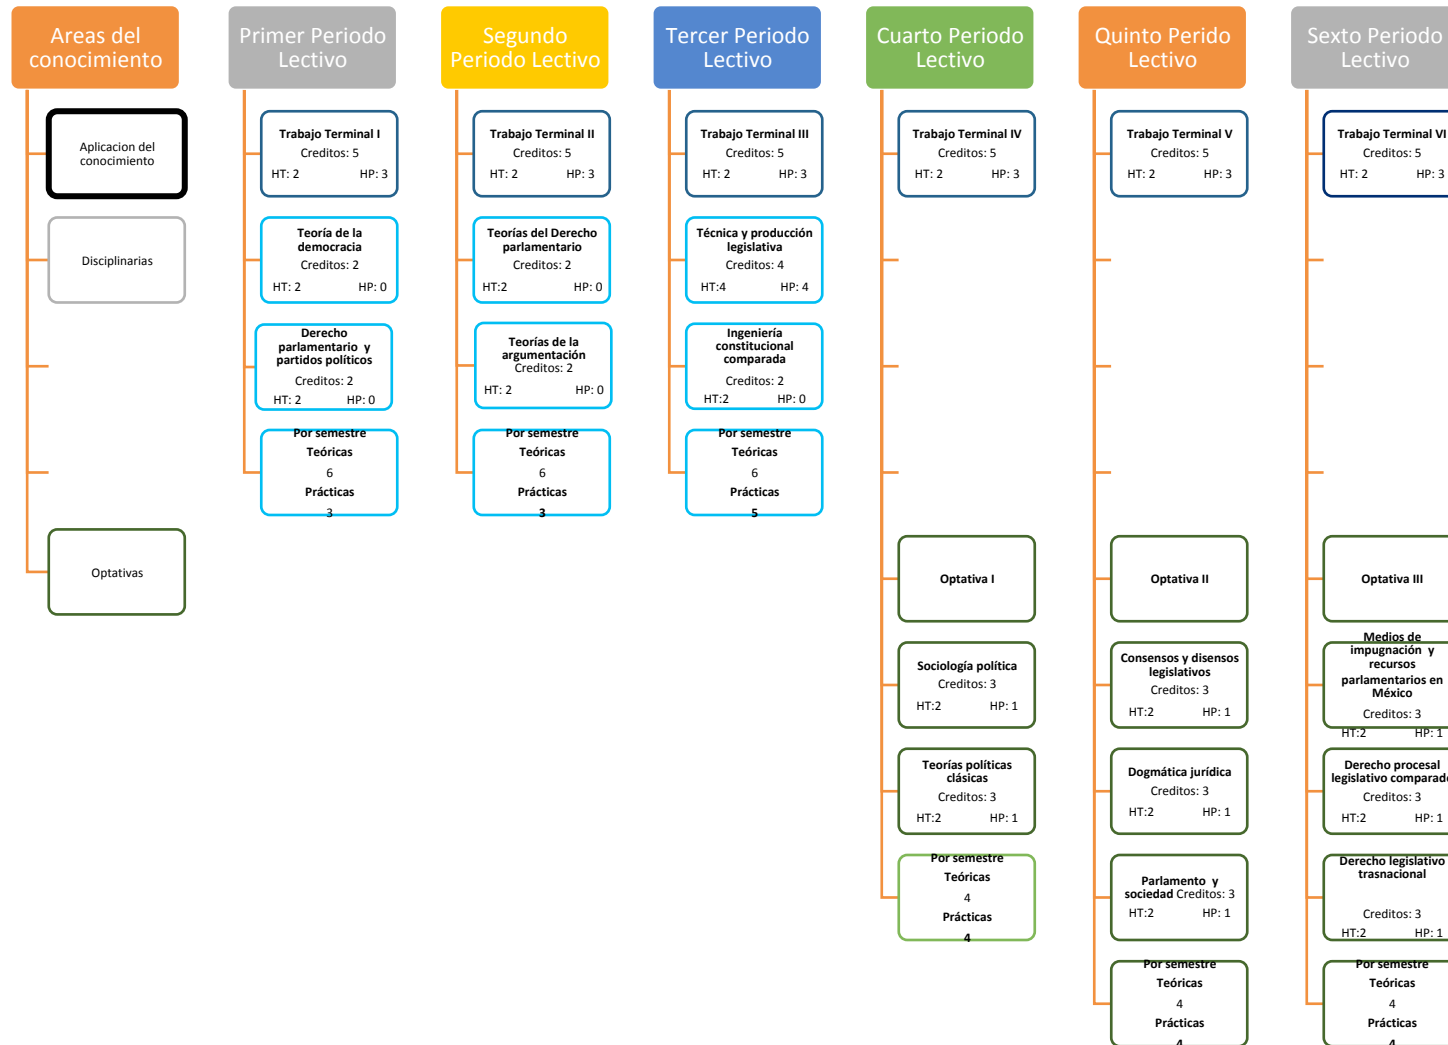 Areas del
conocimiento
Aplicacion del
conocimiento
Disciplinarias
Optativas
Primer Periodo
Lectivo
Trabajo Terminal I
Creditos: 5
HT: 2 HP: 3
Teoría de la
democracia
Creditos: 2
HT: 2 HP: 0
Derecho
parlamentario y
partidos políticos
Creditos: 2
HT: 2 HP: 0
Por semestre
Teóricas
6
Prácticas
3
Segundo
Periodo Lectivo
Trabajo Terminal II
Creditos: 5
HT: 2 HP: 3
Teorías del Derecho
parlamentario
Creditos: 2
HT:2 HP: 0
Teorías de la
argumentación
Creditos: 2
HT: 2 HP: 0
Por semestre
Teóricas
6
Prácticas
3
Tercer Periodo
Lectivo
Trabajo Terminal III
Creditos: 5
HT: 2 HP: 3
Técnica y producción
legislativa
Creditos: 4
HT:4 HP: 4
Ingeniería
constitucional
comparada
Creditos: 2
HT:2 HP: 0
Por semestre
Teóricas
6
Prácticas
5
Cuarto Periodo
Lectivo
Trabajo Terminal IV
Creditos: 5
HT: 2 HP: 3
Optativa I
Sociología política
Creditos: 3
HT:2 HP: 1
Teorías políticas
clásicas
Creditos: 3
HT:2 HP: 1
Por semestre
Teóricas
4
Prácticas
4
Quinto Perido
Lectivo
Trabajo Terminal V
Creditos: 5
HT: 2 HP: 3
Optativa II
Consensos y disensos
legislativos
Creditos: 3
HT:2 HP: 1
Dogmática jurídica
Creditos: 3
HT:2 HP: 1
Parlamento y
sociedad Creditos: 3
HT:2 HP: 1
Por semestre
Teóricas
4
Prácticas
4
Sexto Periodo
Lectivo
Trabajo Terminal VI
Creditos: 5
HT: 2 HP: 3
Optativa III
Medios de
impugnación y
recursos
parlamentarios en
México
Creditos: 3
HT:2 HP: 1
Derecho procesal
legislativo comparado
Creditos: 3
HT:2 HP: 1
Derecho legislativo
trasnacional
Creditos: 3
HT:2 HP: 1
Por semestre
Teóricas
4
Prácticas
4